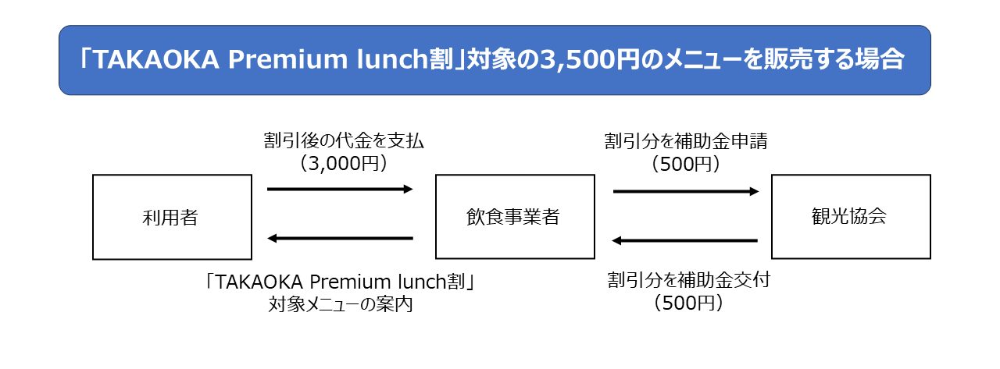 「TAKAOKA Premium lunch割」対象の3,500円のメニューを販売する場合
割引後の代金を支払
（3,000円）
割引分を補助金申請
（500円）
利用者
飲食事業者
観光協会
「TAKAOKA Premium lunch割」
対象メニューの案内
割引分を補助金交付
（500円）